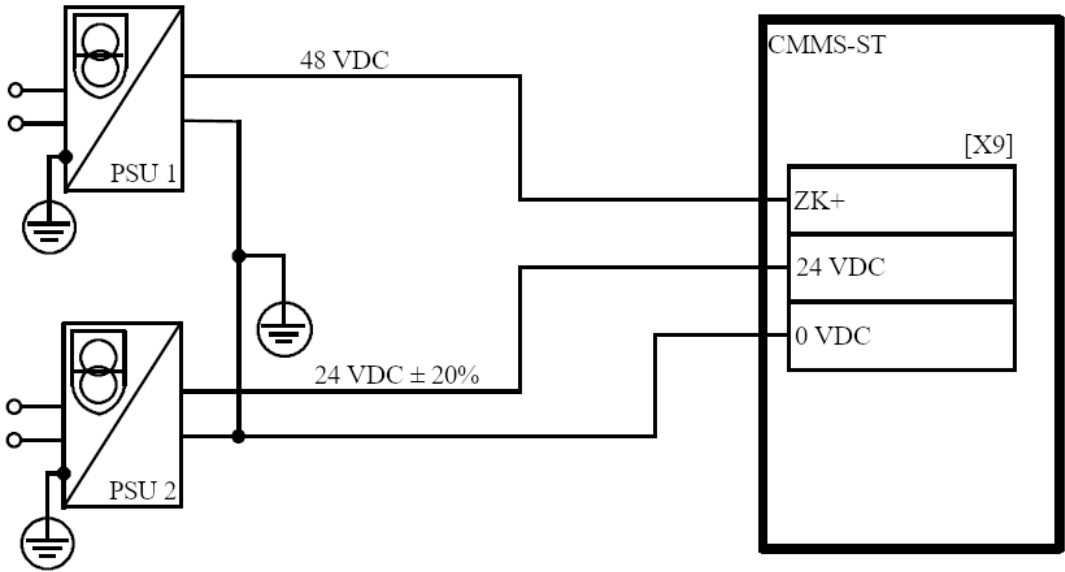 CMMS-ST
48 VDC
[X9]
PSU 1
ZK+
24 VDC
0 VDC
24 VDC ± 20%
PSU 2